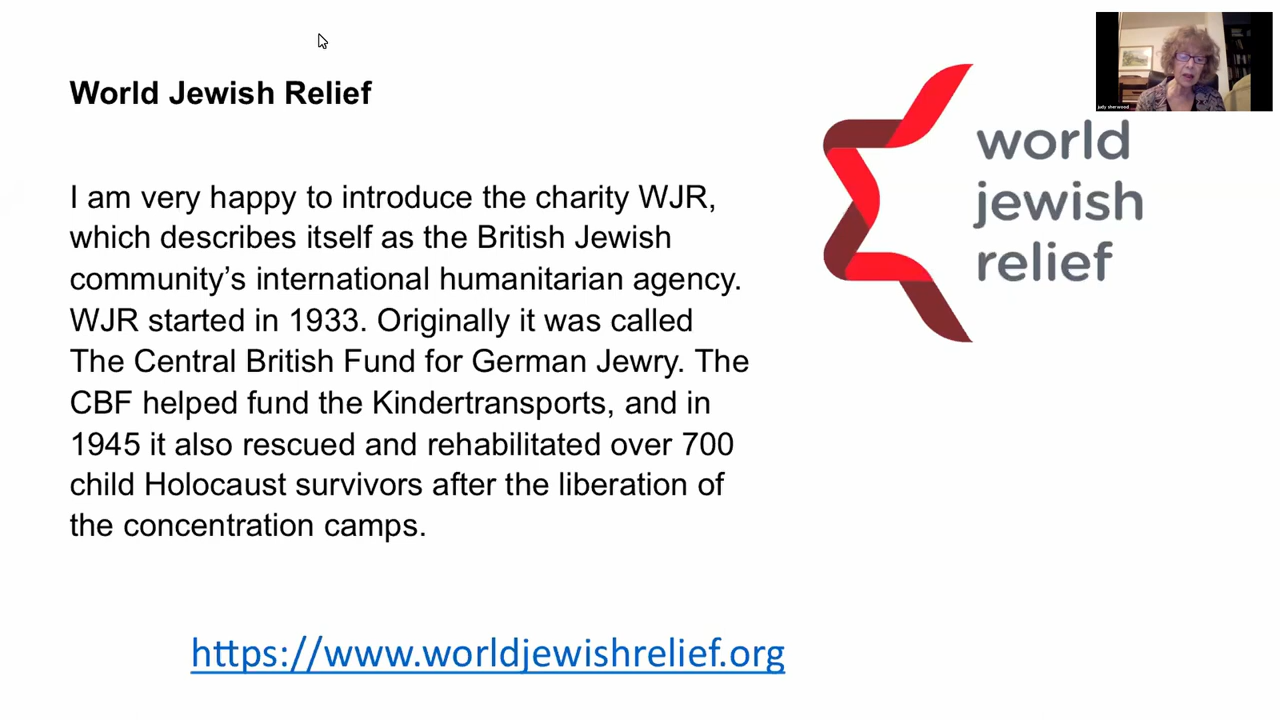 World Jewish Relief
I am very happy to introduce the charity WJR,
which describes itself as the British Jewish
community’s international humanitarian agency.
WJR started in 1933. Originally it was called
The Central British Fund for German Jewry. The
CBF helped fund the Kindertransports, and in
1945 it also rescued and rehabilitated over 700
child Holocaust survivors after the liberation of
the concentration camps.
https://www.worldjewishrelief.org
world
jewish
relief
judy sherwood